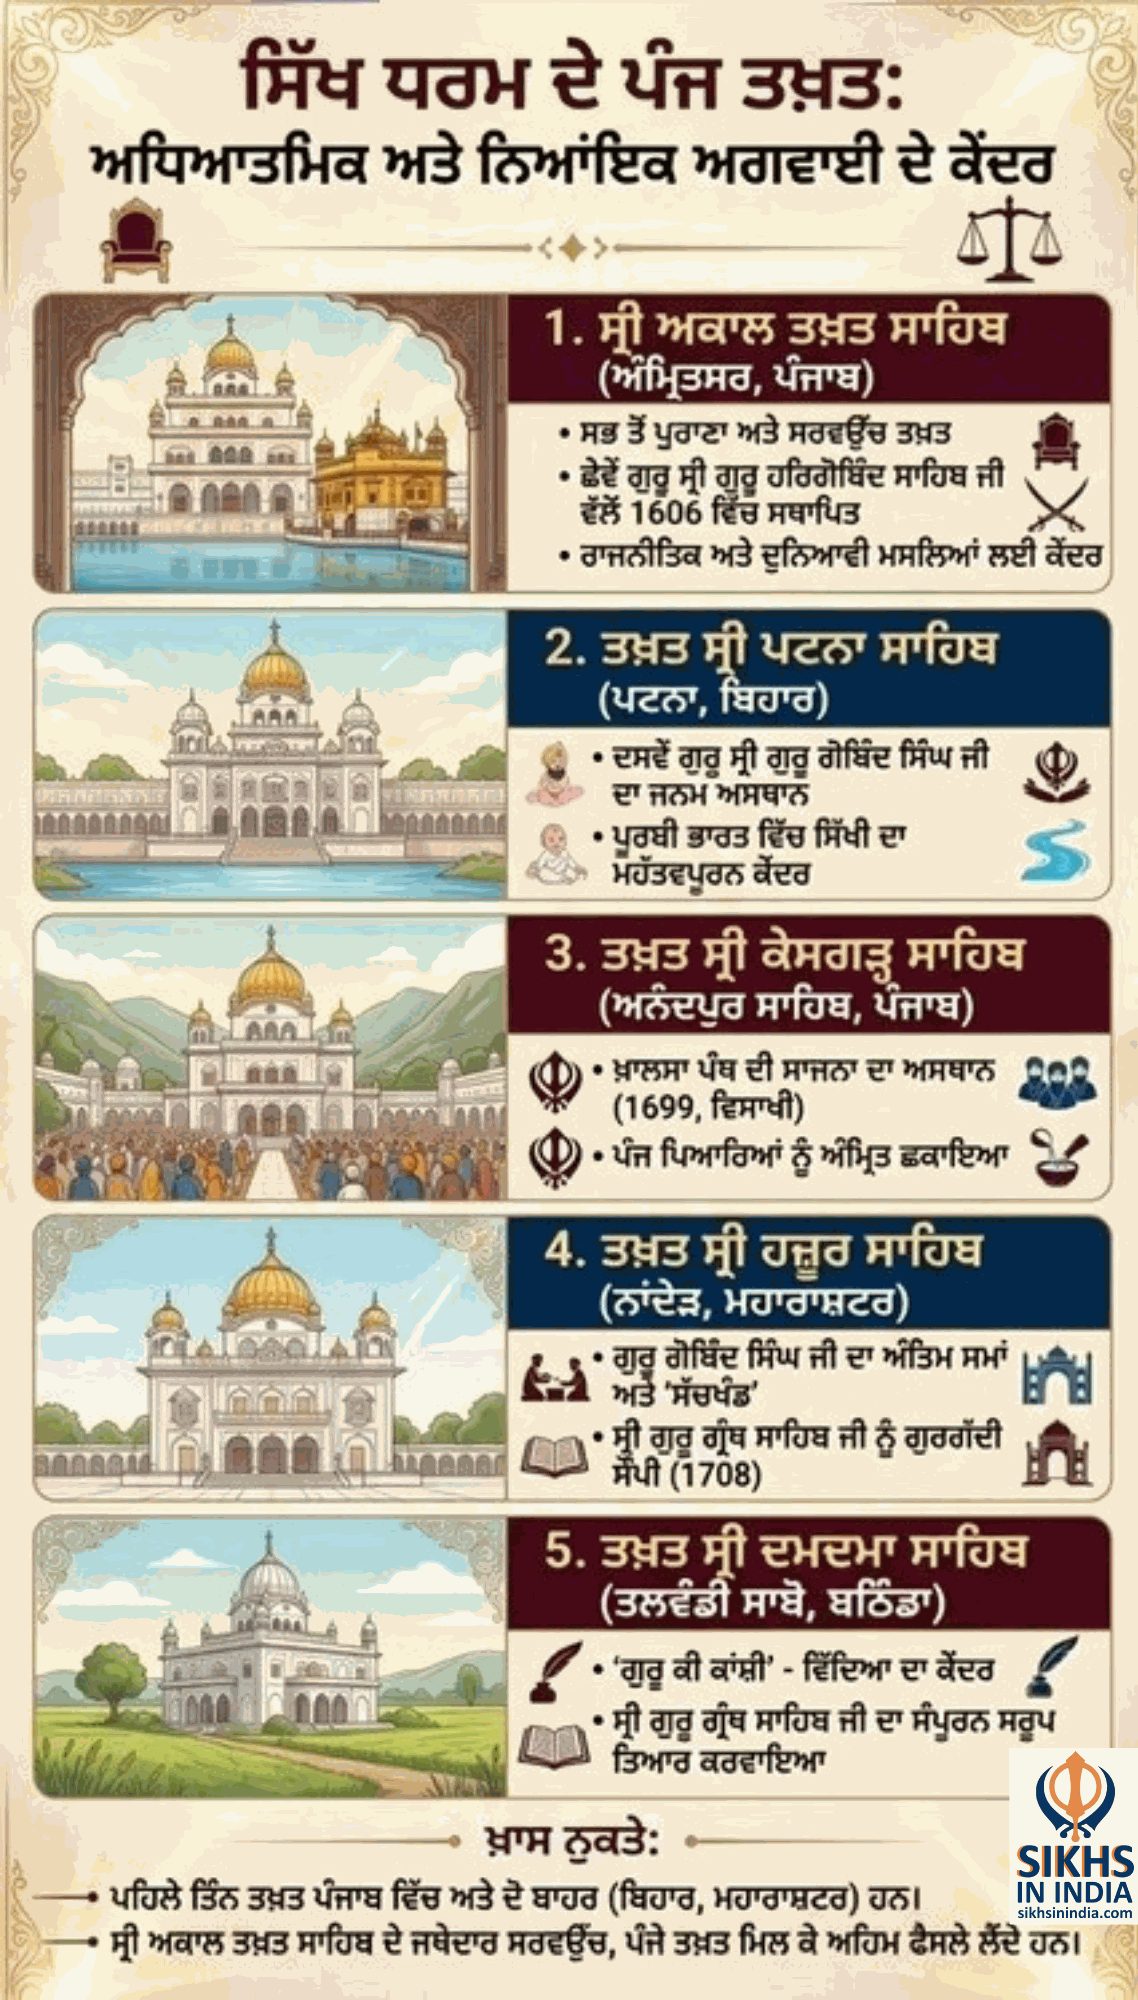 ਸਿੱਖ ਧਰਮ ਦੇ ਪੰਜ ਤਖ਼ਤ:
ਅਧਿਆਤਮਿਕ ਅਤੇ ਨਿਆਂਇਕ ਅਗਵਾਈ ਦੇ ਕੇਂਦਰ
1. ਸ੍ਰੀ ਅਕਾਲ ਤਖ਼ਤ ਸਾਹਿਬ
(ਅੰਮ੍ਰਿਤਸਰ, ਪੰਜਾਬ)
• ਸਭ ਤੋਂ ਪੁਰਾਣਾ ਅਤੇ ਸਰਵਉੱਚ ਤਖ਼ਤ
• ਛੇਵੇਂ ਗੁਰੂ ਸ੍ਰੀ ਗੁਰੂ ਹਰਿਗੋਬਿੰਦ ਸਾਹਿਬ ਜੀ
ਵੱਲੋਂ 1606 ਵਿੱਚ ਸਥਾਪਿਤ
• ਰਾਜਨੀਤਿਕ ਅਤੇ ਦੁਨਿਆਵੀ ਮਸਲਿਆਂ ਲਈ ਕੇਂਦਰ
2. ਤਖ਼ਤ ਸ੍ਰੀ ਪਟਨਾ ਸਾਹਿਬ
(ਪਟਨਾ, ਬਿਹਾਰ)
• ਦਸਵੇਂ ਗੁਰੂ ਸ੍ਰੀ ਗੁਰੂ ਗੋਬਿੰਦ ਸਿੰਘ ਜੀ
ਦਾ ਜਨਮ ਅਸਥਾਨ
• ਪੂਰਬੀ ਭਾਰਤ ਵਿੱਚ ਸਿੱਖੀ ਦਾ
ਮਹੱਤਵਪੂਰਨ ਕੇਂਦਰ
3. ਤਖ਼ਤ ਸ੍ਰੀ ਕੇਸਗੜ੍ਹ ਸਾਹਿਬ
(ਅਨੰਦਪੁਰ ਸਾਹਿਬ, ਪੰਜਾਬ)
• ਖ਼ਾਲਸਾ ਪੰਥ ਦੀ ਸਾਜਨਾ ਦਾ ਅਸਥਾਨ
(1699, ਵਿਸਾਖੀ)
• ਪੰਜ ਪਿਆਰਿਆਂ ਨੂੰ ਅੰਮ੍ਰਿਤ ਛਕਾਇਆ
4. ਤਖ਼ਤ ਸ੍ਰੀ ਹਜ਼ੂਰ ਸਾਹਿਬ
(ਨਾਂਦੇੜ, ਮਹਾਰਾਸ਼ਟਰ)
• ਗੁਰੂ ਗੋਬਿੰਦ ਸਿੰਘ ਜੀ ਦਾ ਅੰਤਿਮ ਸਮਾਂ
ਅਤੇ 'ਸੱਚਖੰਡ'
• ਸ੍ਰੀ ਗੁਰੂ ਗ੍ਰੰਥ ਸਾਹਿਬ ਜੀ ਨੂੰ ਗੁਰਗੱਦੀ
ਸੌਂਪੀ (1708)
5. ਤਖ਼ਤ ਸ੍ਰੀ ਦਮਦਮਾ ਸਾਹਿਬ
(ਤਲਵੰਡੀ ਸਾਬੋ, ਬਠਿੰਡਾ)
• 'ਗੁਰੂ ਕੀ ਕਾਂਸ਼ੀ' - ਵਿੱਦਿਆ ਦਾ ਕੇਂਦਰ
• ਸ੍ਰੀ ਗੁਰੂ ਗ੍ਰੰਥ ਸਾਹਿਬ ਜੀ ਦਾ ਸੰਪੂਰਨ ਸਰੂਪ
ਤਿਆਰ ਕਰਵਾਇਆ
SIKHS
IN INDIA
sikhsinindia.com
ਖ਼ਾਸ ਨੁਕਤੇ:
• ਪਹਿਲੇ ਤਿੰਨ ਤਖ਼ਤ ਪੰਜਾਬ ਵਿੱਚ ਅਤੇ ਦੋ ਬਾਹਰ (ਬਿਹਾਰ, ਮਹਾਰਾਸ਼ਟਰ) ਹਨ।
• ਸ੍ਰੀ ਅਕਾਲ ਤਖ਼ਤ ਸਾਹਿਬ ਦੇ ਜਥੇਦਾਰ ਸਰਵਉੱਚ, ਪੰਜੇ ਤਖ਼ਤ ਮਿਲ ਕੇ ਅਹਿਮ ਫੈਸਲੇ ਲੈਂਦੇ ਹਨ।